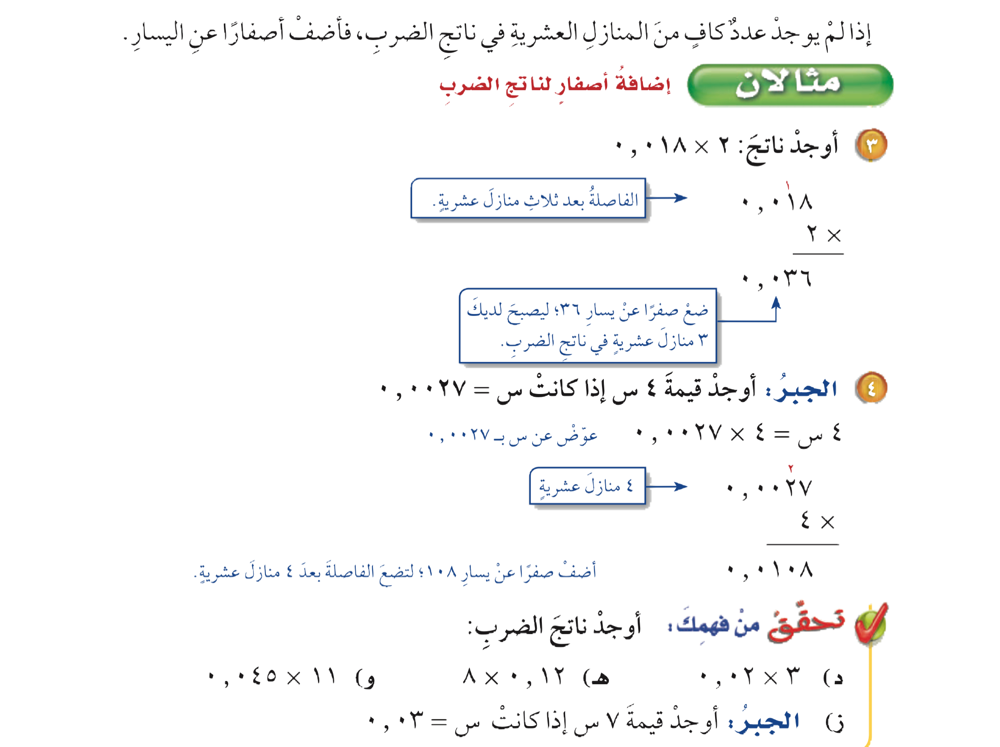 إذا لمْ يوجدْ عددٌ كافٍ منَ المنازلِ العشريةِ في ناتجِ الضربِ، فأضفْ أصفارًا عنِ اليسارِ.
مثالان إضافةُ أصفارٍ لناتجِ الضربِ
٣ أوجدْ ناتجَ: ٢ × ٠,٠١٨
١
٠,٠١٨ الفاصلةُ بعد ثلاثِ منازلَ عشريةٍ.
× ٢
٠,٠٣٦
ضعْ صفرًا عنْ يسارِ ٣٦؛ ليصبحَ لديكَ
٣ منازلَ عشريةٍ في ناتجِ الضربِ.
٤ الجبرُ: أوجدْ قيمةَ ٤ س إذا كانتْ س = ٠,٠٠٢٧
٤ س = ٤ × ٠,٠٠٢٧ عوّضْ عن س بـ ٠,٠٠٢٧
٢
٠,٠٠٢٧ ٤ منازلَ عشريةٍ
× ٤
٠,٠١٠٨ أضفْ صفرًا عنْ يسارِ ١٠٨؛ لتضعَ الفاصلةَ بعدَ ٤ منازلَ عشريةٍ.
تحقّقْ منْ فهمِكَ: أوجدْ ناتجَ الضربِ:
د) ٣ × ٠,٠٢ هـ) ٠,١٢ × ٨ و) ١١ × ٠,٠٤٥
ز) الجبرُ: أوجدْ قيمةَ ٧ س إذا كانتْ س = ٠,٠٣